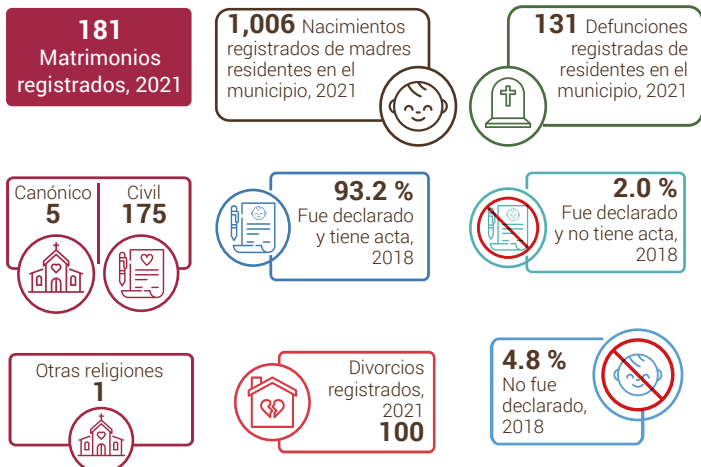 181
Matrimonios
registrados, 2021
1,006 Nacimientos
registrados de madres
residentes en el
municipio, 2021
131 Defunciones
registradas de
residentes en el
municipio, 2021
Canónico
5
Civil
175
93.2 %
Fue declarado
y tiene acta,
2018
2.0 %
Fue declarado
y no tiene acta,
2018
Otras religiones
1
Divorcios
registrados,
2021
100
4.8 %
No fue
declarado,
2018